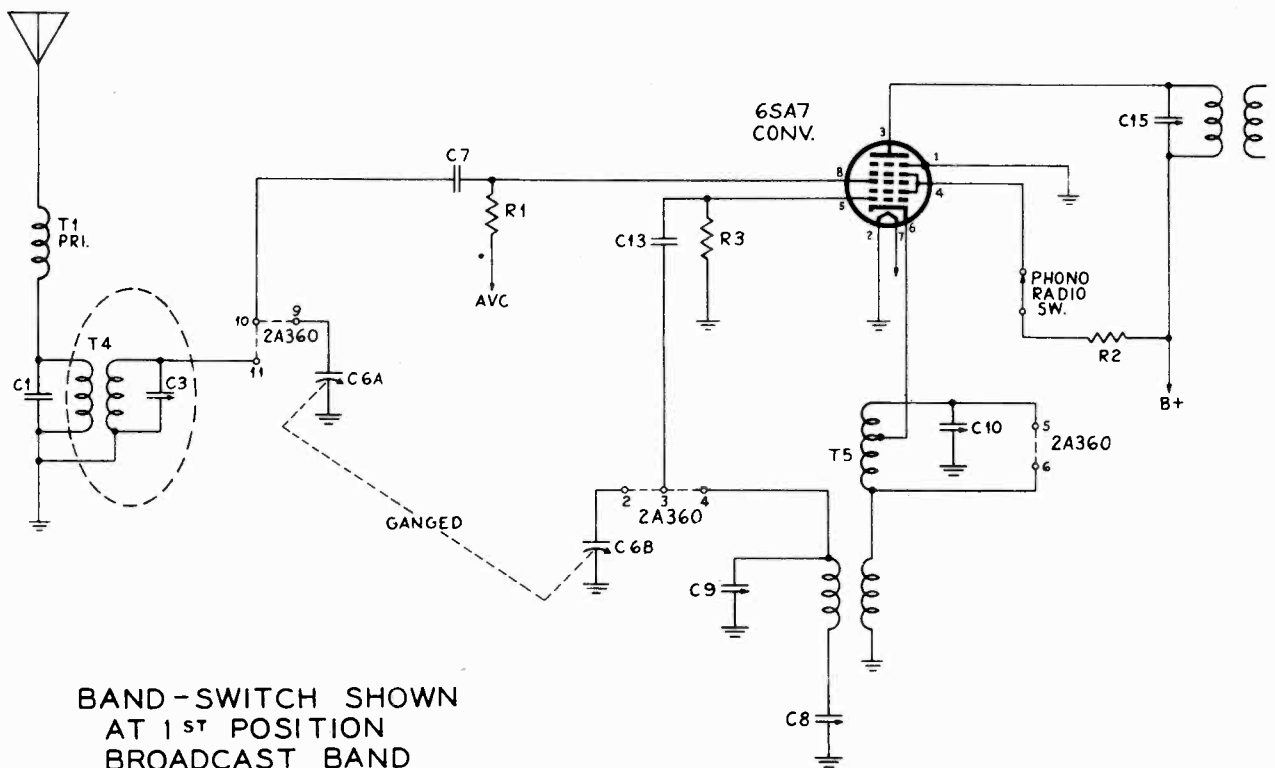 6SA7
CONV.
3
C15
1
C7
8
4
R1
5
2
7
6
T1
PRI.
C13
R3
AVC
PHONO
RADIO
SW.
10
9
2A360
R2
T4
11
C1
C3
C6A
B+
C10
5
2A360
6
T5
2
3
4
2A360
GANGED
C6B
C9
C8
BAND-SWITCH SHOWN
AT 1ST POSITION
BROADCAST BAND